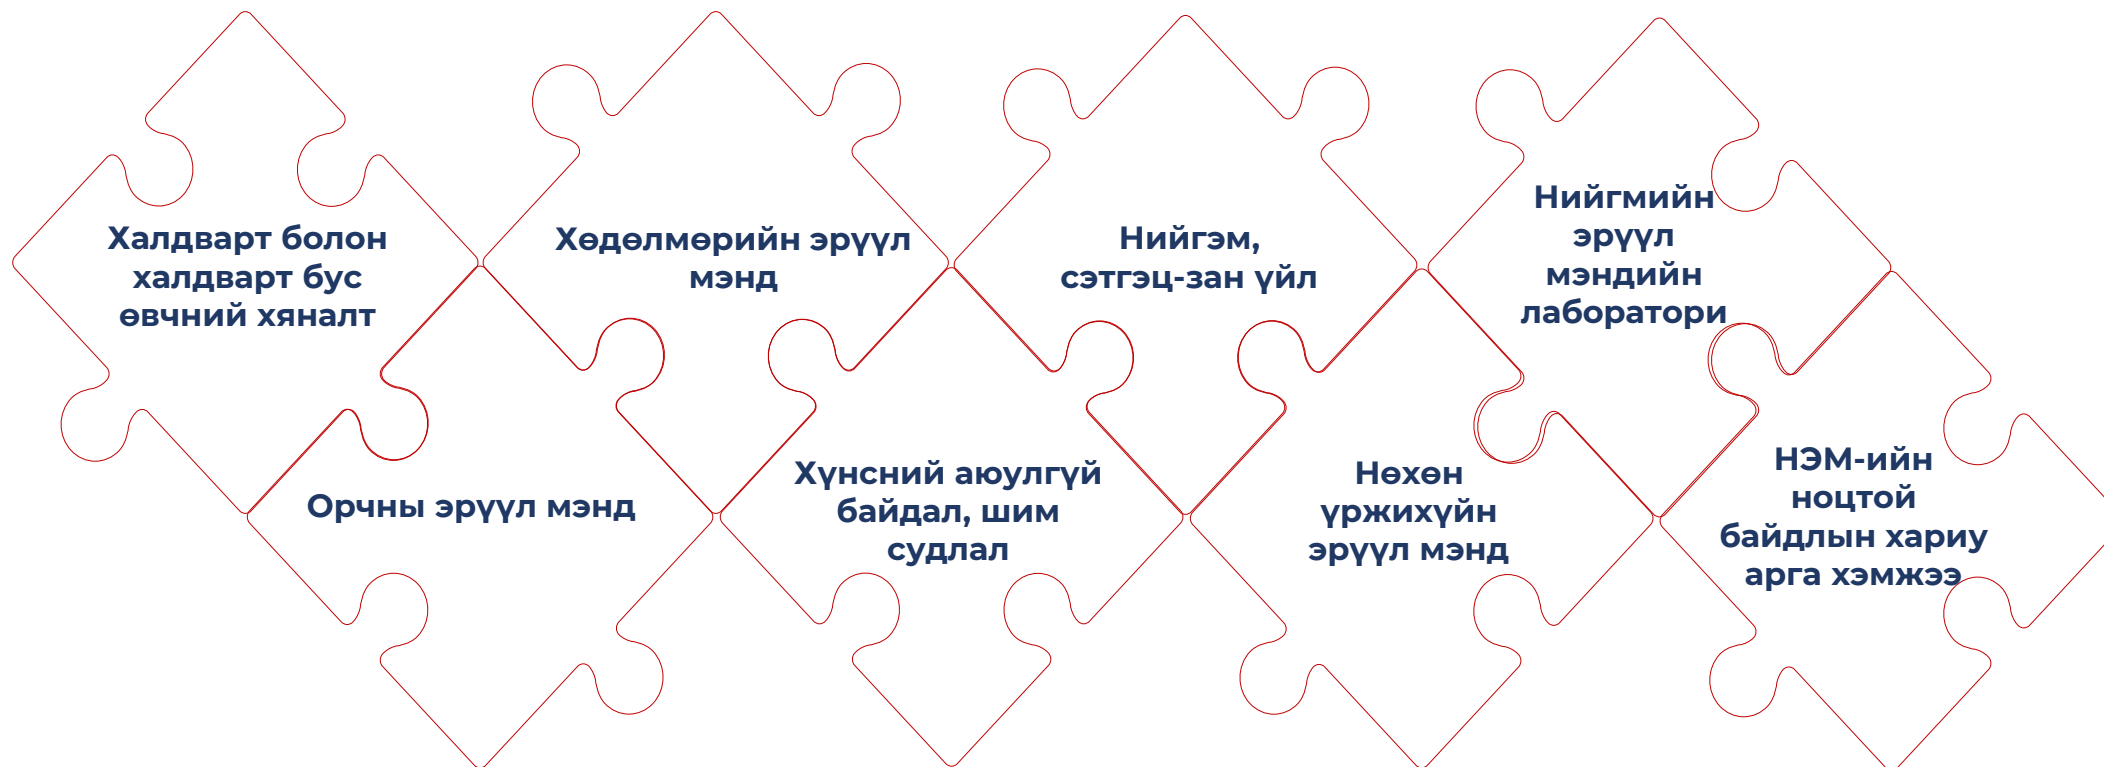 Халдварт болон
халдварт бус
өвчний хяналт
Хөдөлмөрийн эрүүл
мэнд
Нийгэм,
сэтгэц-зан үйл
Нийгмийн
эрүүл
мэндийн
лаборатори
Орчны эрүүл мэнд
Хүнсний аюулгүй
байдал, шим
судлал
Нөхөн
үржихүйн
эрүүл мэнд
НЭМ-ийн
ноцтой
байдлын хариу
арга хэмжээ